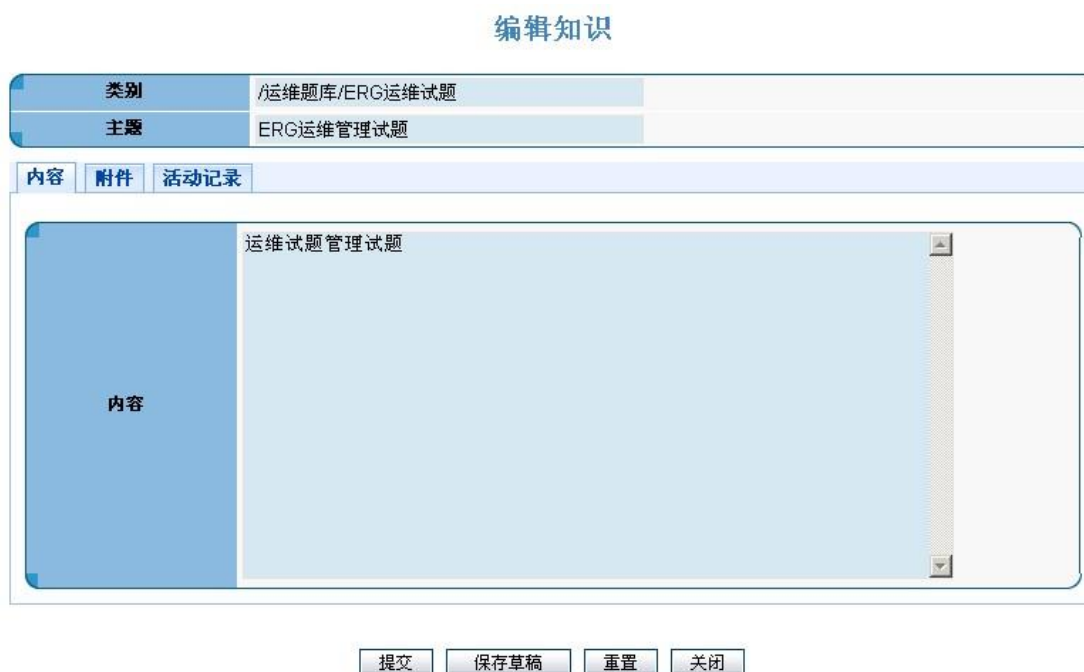 编辑知识
类别 /运维题库/ERG运维试题
主题 ERG运维管理试题
内容 附件 活动记录
运维试题管理试题
内容
提交 保存草稿 重置 关闭